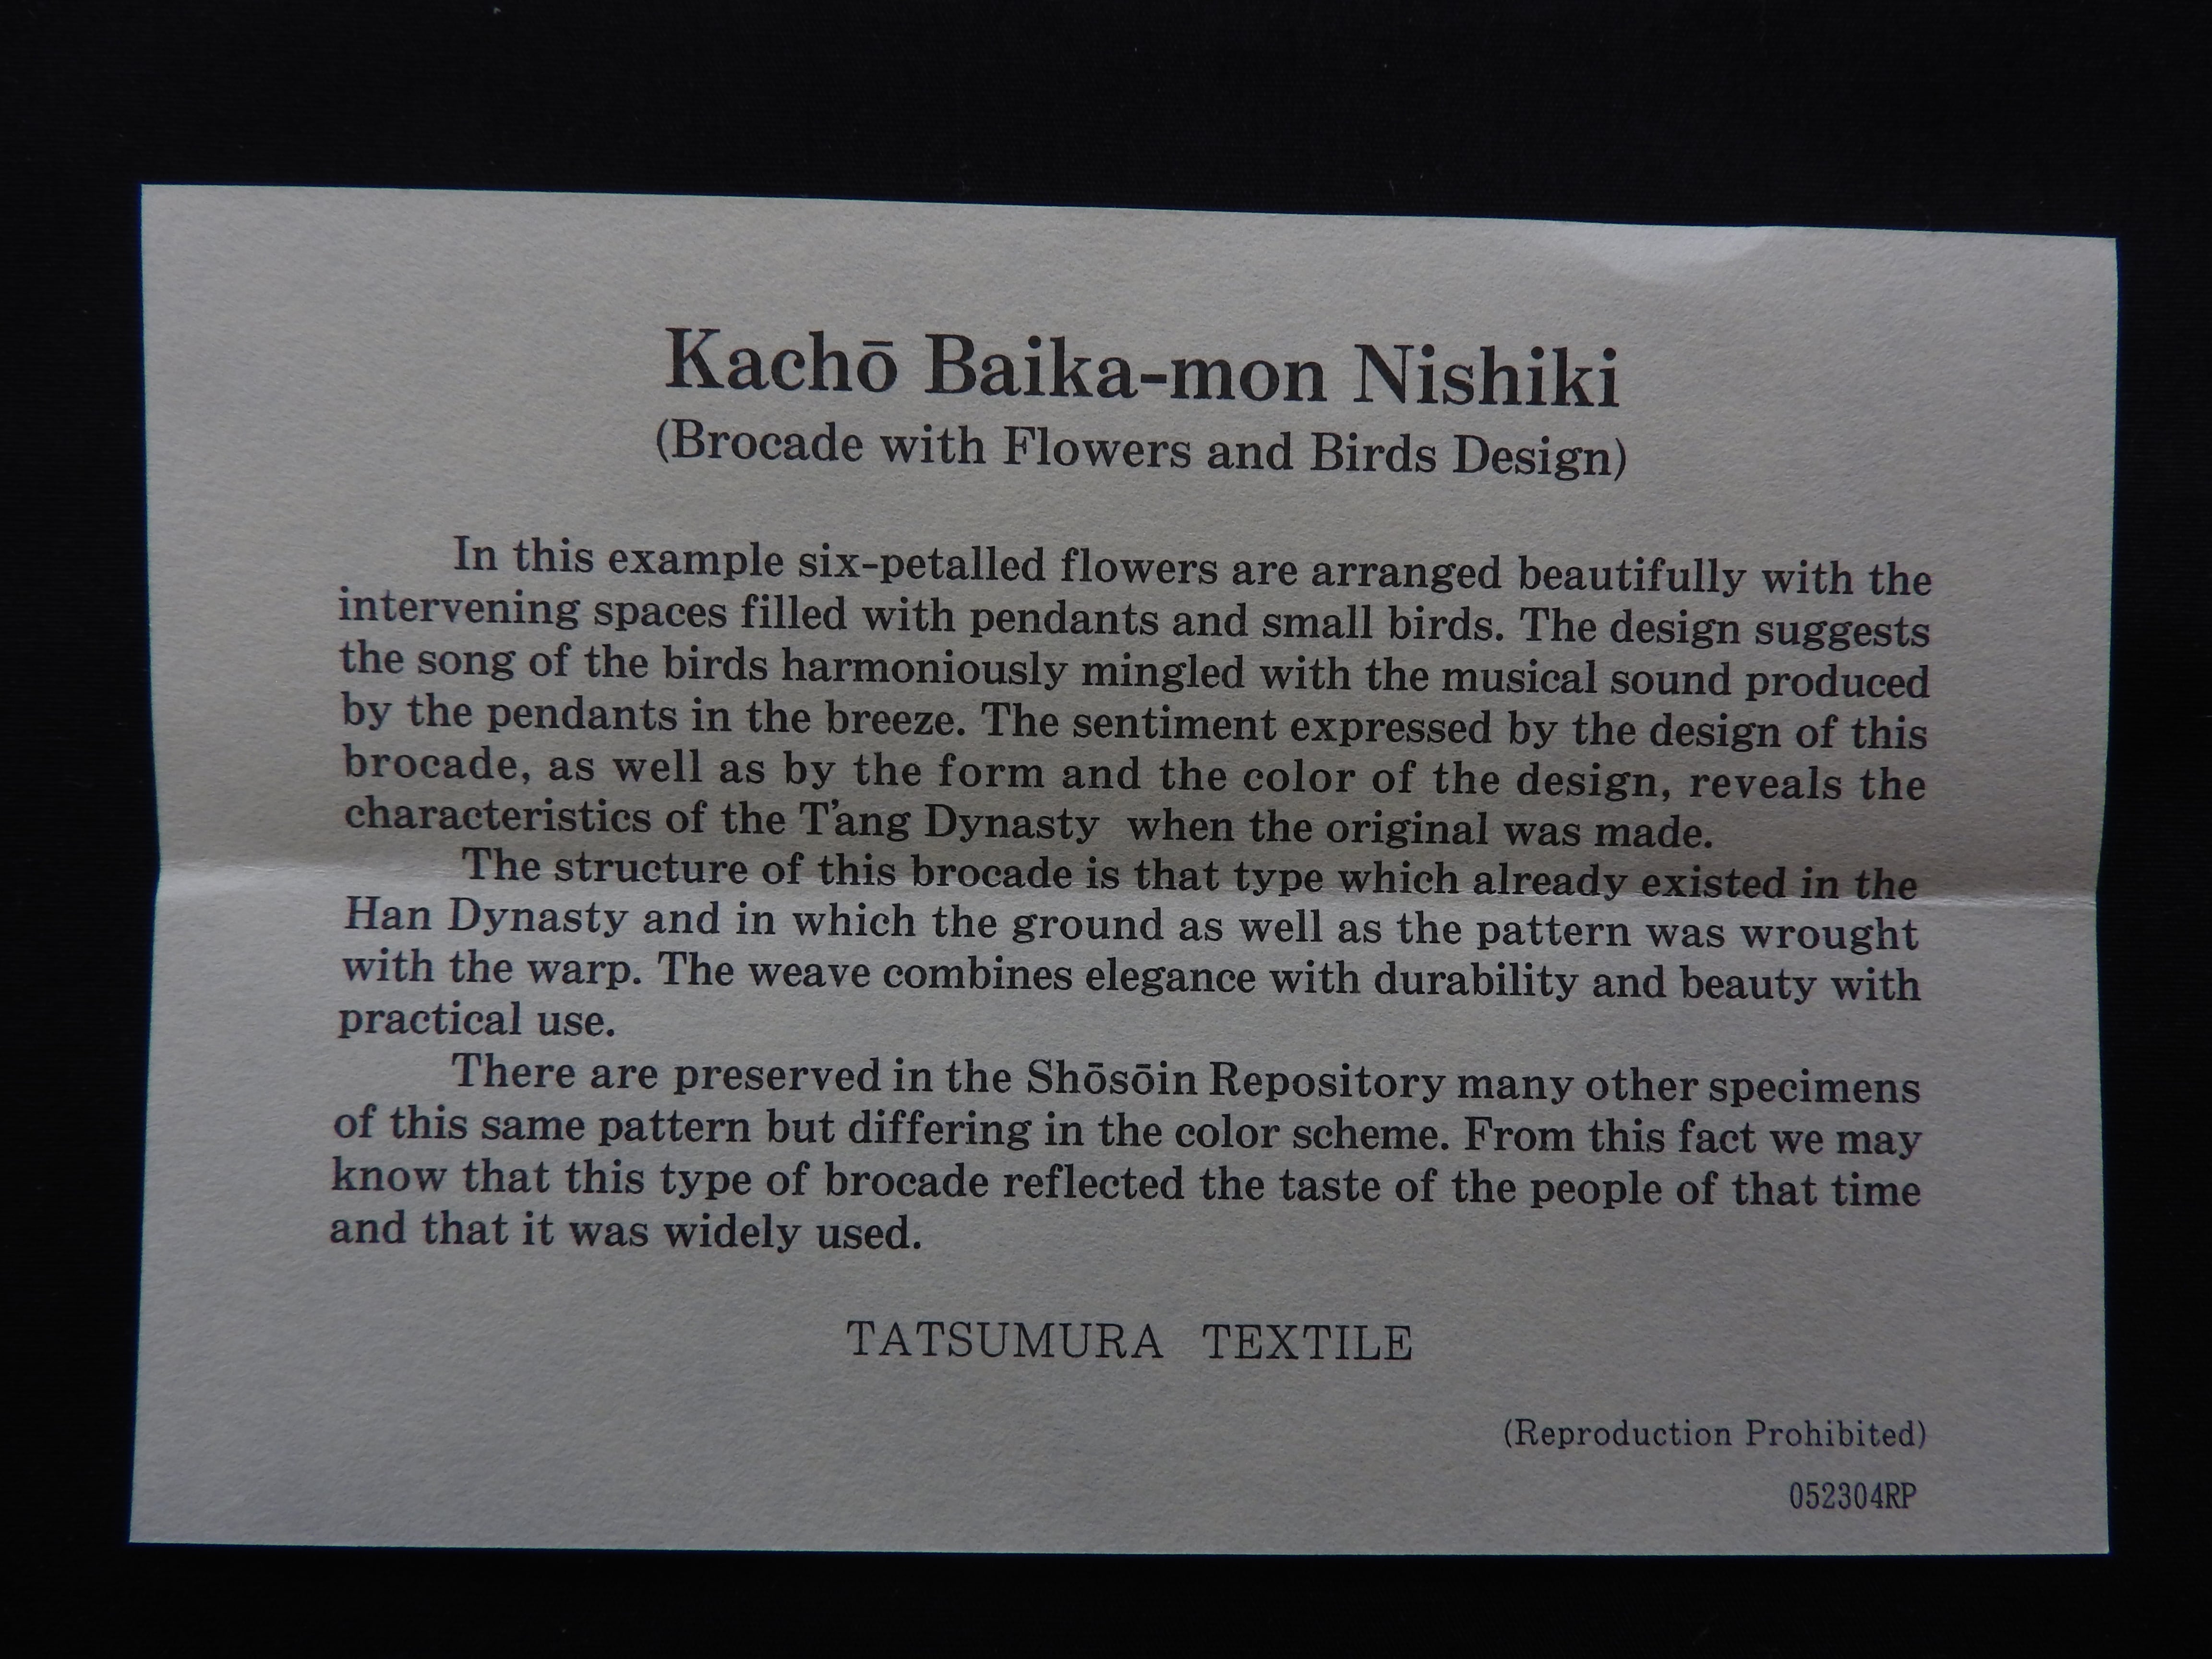 Kachō Baika-mon Nishiki
(Brocade with Flowers and Birds Design)
In this example six-petalled flowers are arranged beautifully with the
intervening spaces filled with pendants and small birds. The design suggests
the song of the birds harmoniously mingled with the musical sound produced
by the pendants in the breeze. The sentiment expressed by the design of this
brocade, as well as by the form and the color of the design, reveals the
characteristics of the T'ang Dynasty when the original was made.
The structure of this brocade is that type which already existed in the
Han Dynasty and in which the ground as well as the pattern was wrought
with the warp. The weave combines elegance with durability and beauty with
practical use.
There are preserved in the Shōsōin Repository many other specimens
of this same pattern but differing in the color scheme. From this fact we may
know that this type of brocade reflected the taste of the people of that time
and that it was widely used.
TATSUMURA TEXTILE
(Reproduction Prohibited)
052304RP